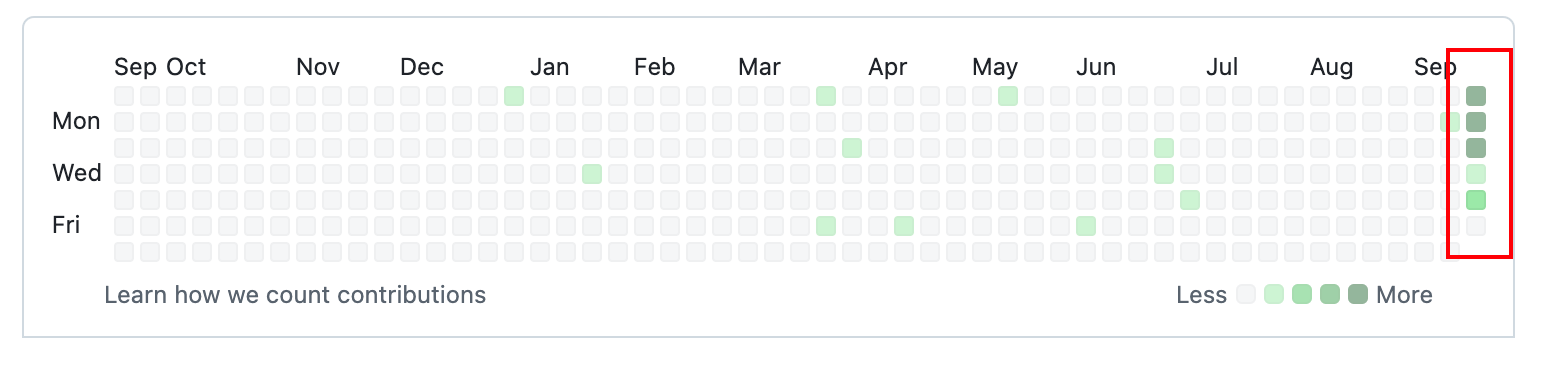 Sep Oct Nov Dec Jan Feb Mar Apr May Jun Jul Aug Sep
Mon
Wed
Fri
Learn how we count contributions Less More